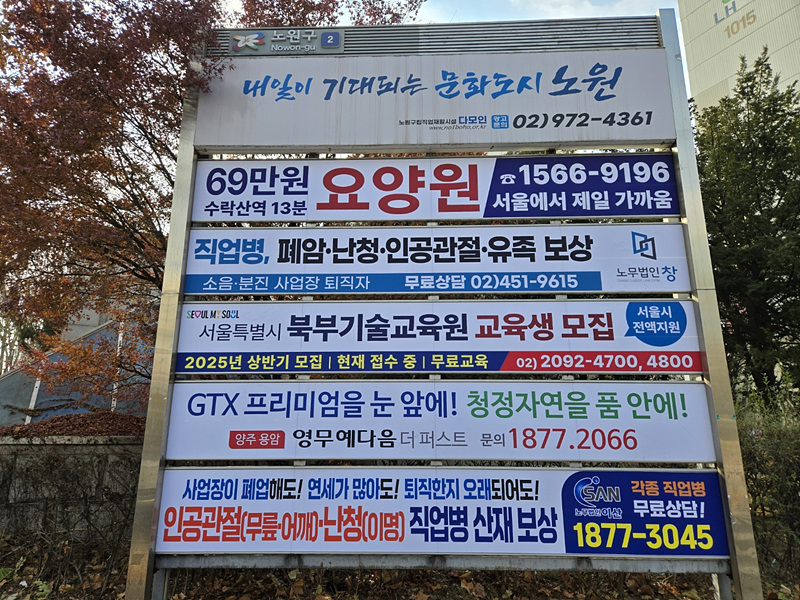 노원구 2
Nowon-gu
LH
1015
내일이 기대되는 문화도시 노원
노원구립직업재활시설 다모인 광고문의 02)972-4361
69만원 요양원 ☎1566-9196
수락산역 13분 서울에서 제일 가까움
직업병, 폐암·난청·인공관절·유족 보상
소음·분진 사업장 퇴직자 무료상담 02)451-9615 노무법인 창
SEOUL MY SOUL
서울특별시 북부기술교육원 교육생 모집 서울시 전액지원
2025년 상반기 모집 | 현재 접수 중 | 무료교육 02) 2092-4700, 4800
GTX 프리미엄을 눈 앞에! 청정자연을 품 안에!
양주 용암 영무예다음 더 퍼스트 문의 1877.2066
사업장이 폐업해도! 연세가 많아도! 퇴직한지 오래되어도! SAN 각종 직업병
노무법인 이산 무료상담!
인공관절(무릎·어깨)·난청(이명) 직업병 산재 보상 1877-3045